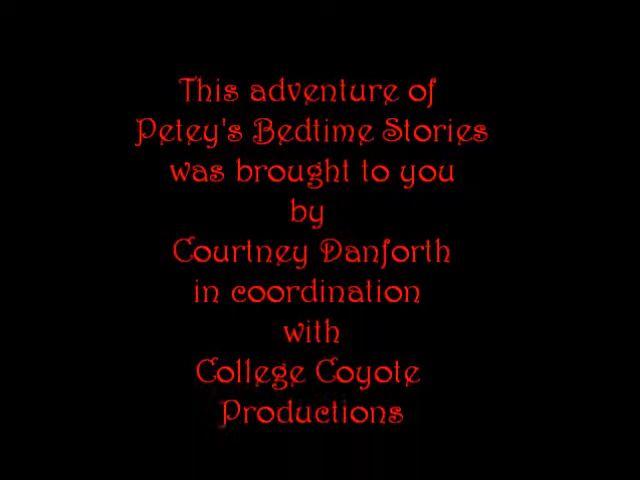 This adventure of
Petey's Bedtime Stories
was brought to you
by
Courtney Danforth
in coordination
with
College Coyote
Productions